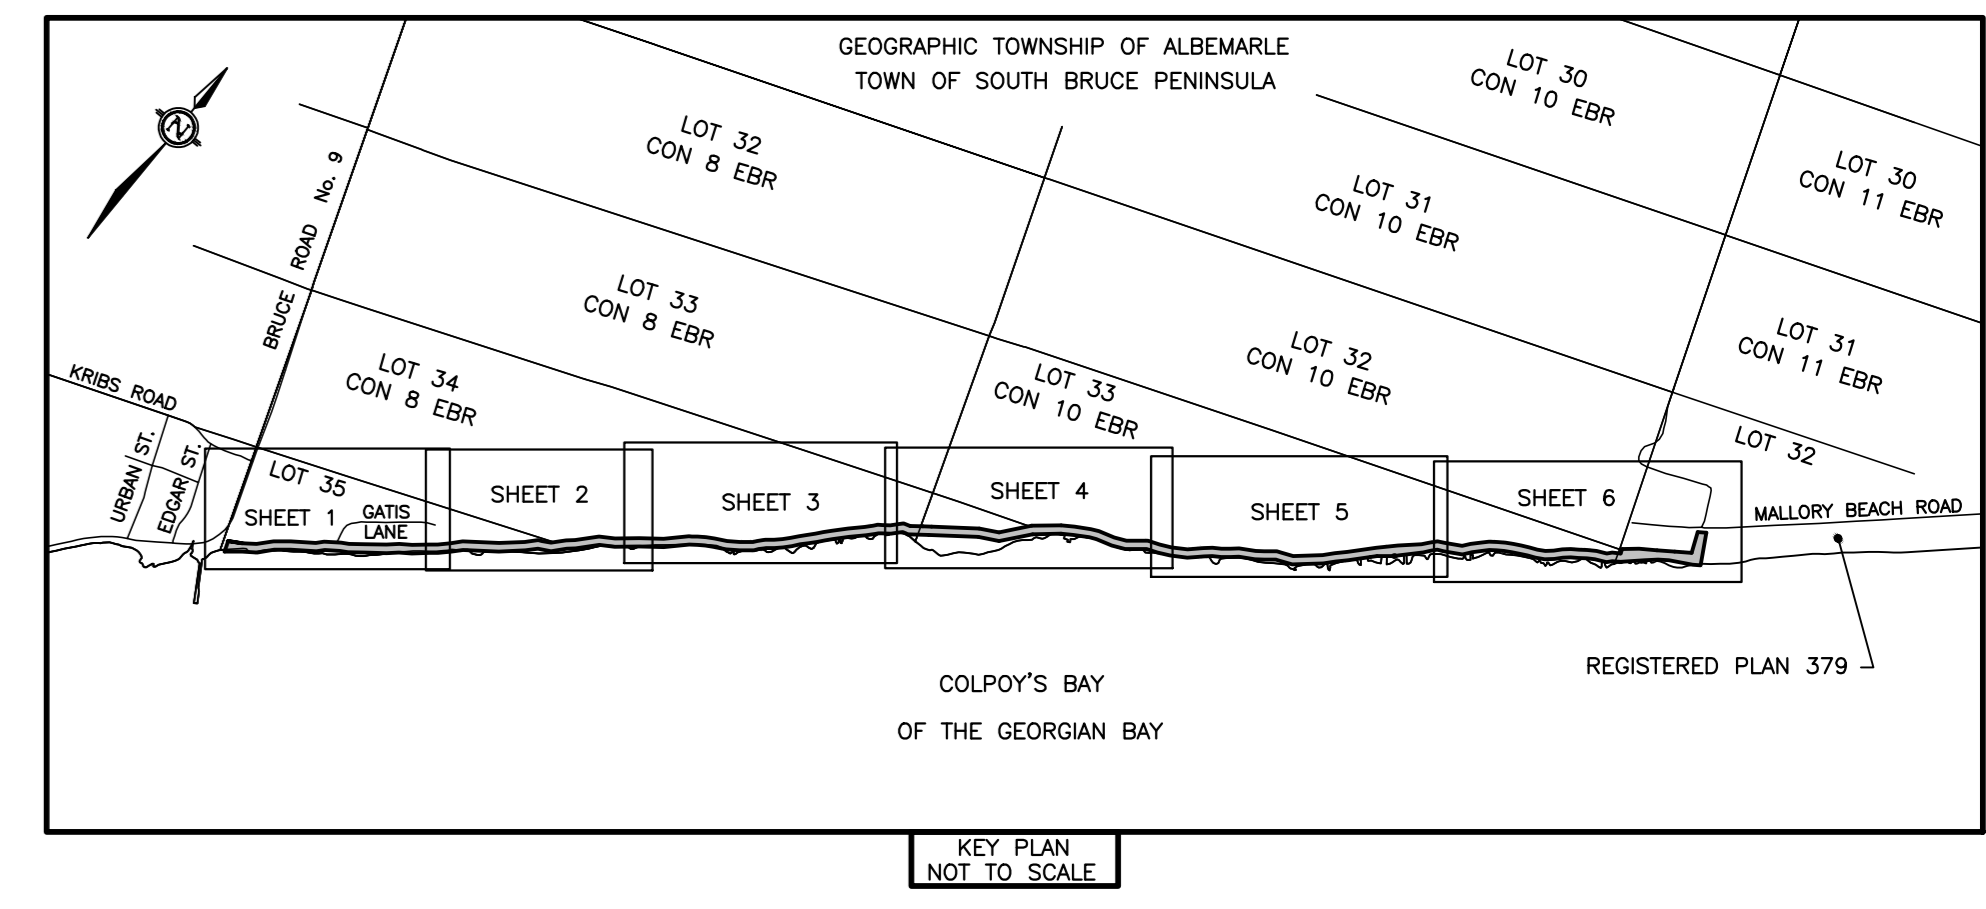 GEOGRAPHIC TOWNSHIP OF ALBEMARLE
TOWN OF SOUTH BRUCE PENINSULA
N
BRUCE ROAD No. 9
LOT 32
CON 8 EBR
LOT 30
CON 10 EBR
LOT 30
CON 11 EBR
LOT 31
CON 10 EBR
LOT 33
CON 8 EBR
LOT 32
CON 10 EBR
LOT 31
CON 11 EBR
LOT 34
CON 8 EBR
LOT 33
CON 10 EBR
LOT 32
KRIBS ROAD
URBAN ST.
EDGAR ST.
LOT 35
SHEET 1
GATIS
LANE
SHEET 2
SHEET 3
SHEET 4
SHEET 5
SHEET 6
MALLORY BEACH ROAD
REGISTERED PLAN 379
COLPOY'S BAY
OF THE GEORGIAN BAY
KEY PLAN
NOT TO SCALE